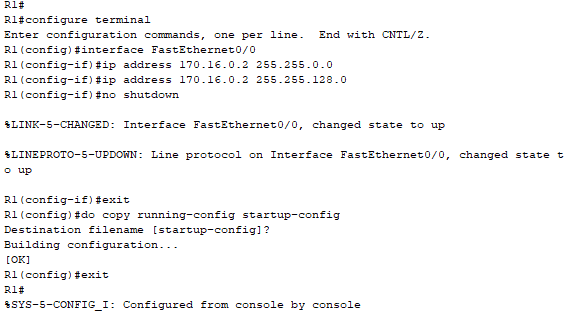 R1#
R1#configure terminal
Enter configuration commands, one per line.  End with CNTL/Z.
R1(config)#interface FastEthernet0/0
R1(config-if)#ip address 170.16.0.2 255.255.0.0
R1(config-if)#ip address 170.16.0.2 255.255.128.0
R1(config-if)#no shutdown
%LINK-5-CHANGED: Interface FastEthernet0/0, changed state to up
%LINEPROTO-5-UPDOWN: Line protocol on Interface FastEthernet0/0, changed state t
o up
R1(config-if)#exit
R1(config)#do copy running-config startup-config
Destination filename [startup-config]?
Building configuration...
[OK]
R1(config)#exit
R1#
%SYS-5-CONFIG_I: Configured from console by console